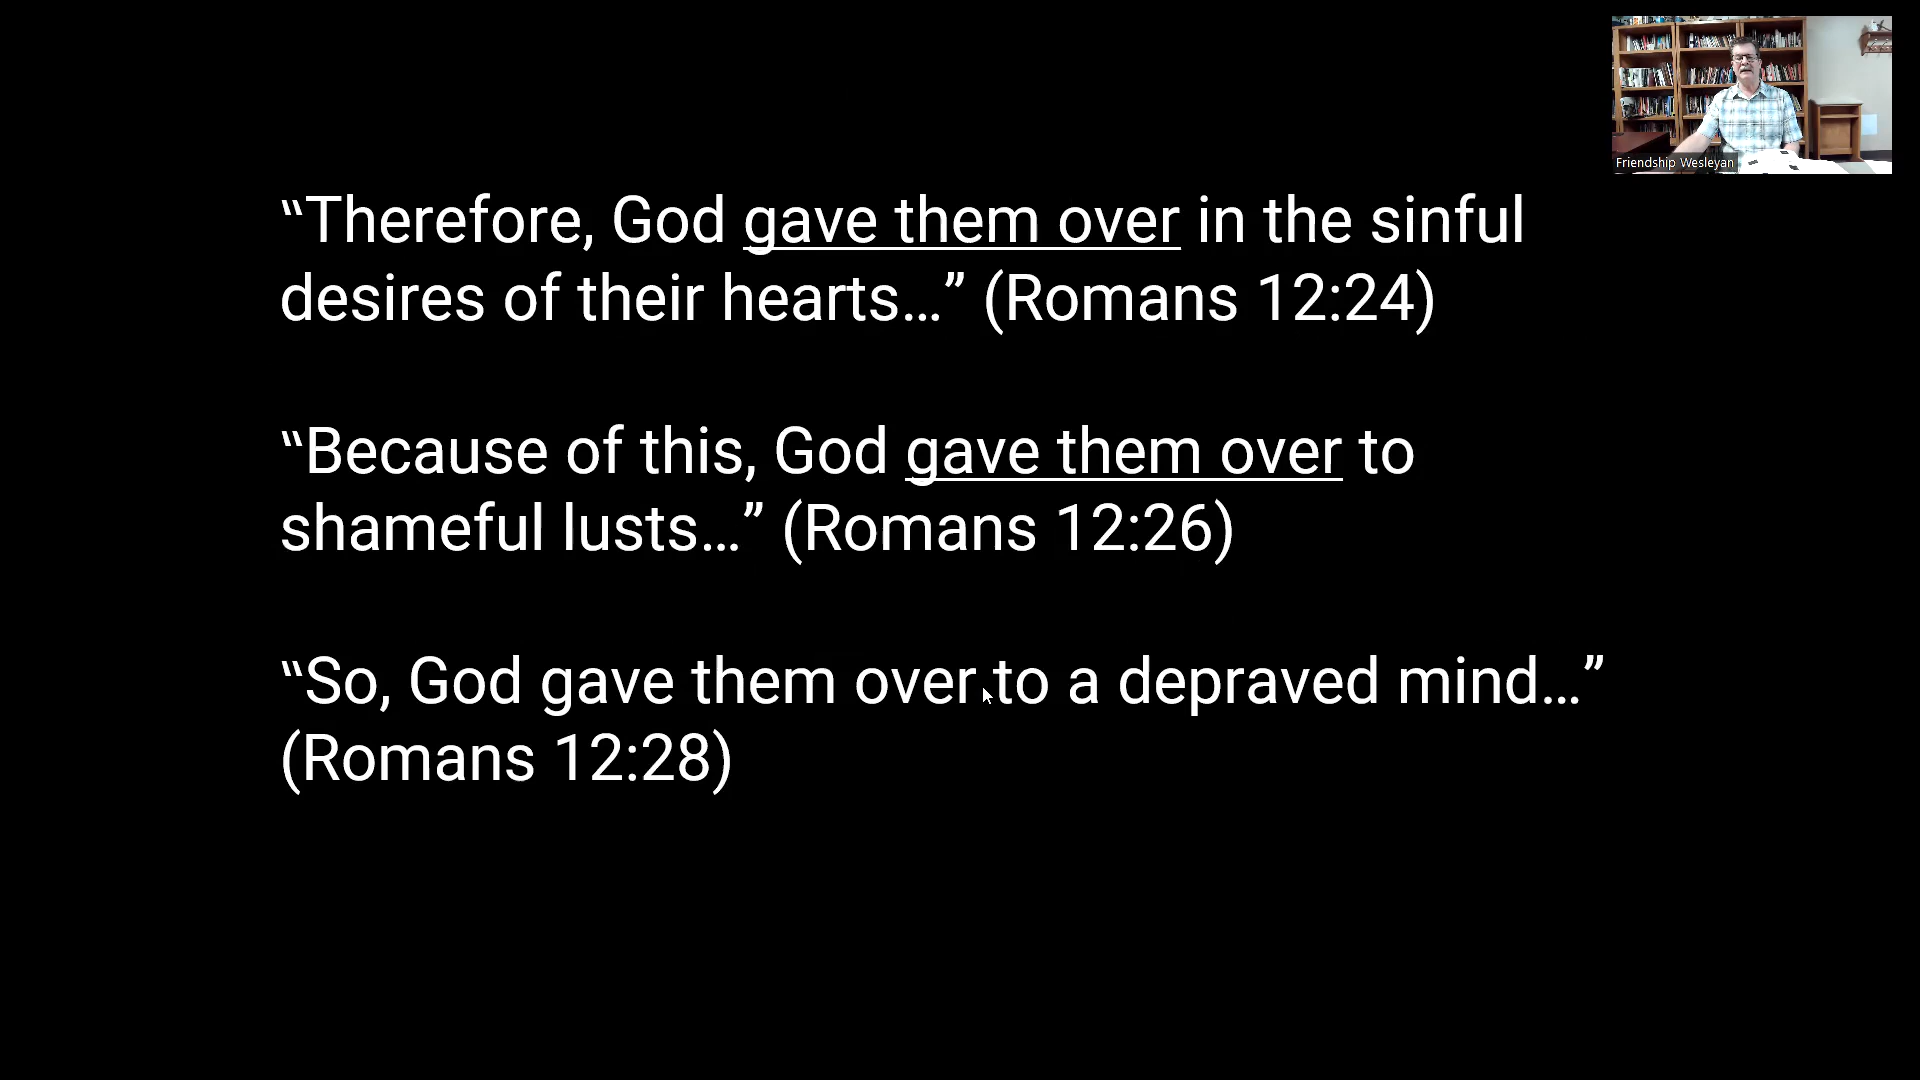 Friendship Wesleyan
“Therefore, God gave them over in the sinful
desires of their hearts…” (Romans 12:24)
“Because of this, God gave them over to
shameful lusts…” (Romans 12:26)
“So, God gave them over to a depraved mind…”
(Romans 12:28)